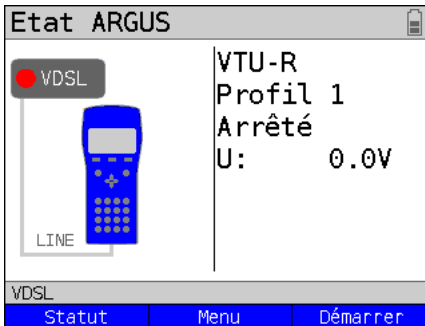 Etat ARGUS
VDSL
LINE
VTU-R
Profil 1
Arrêté
U: 0.0V
VDSL
Statut Menu Démarrer